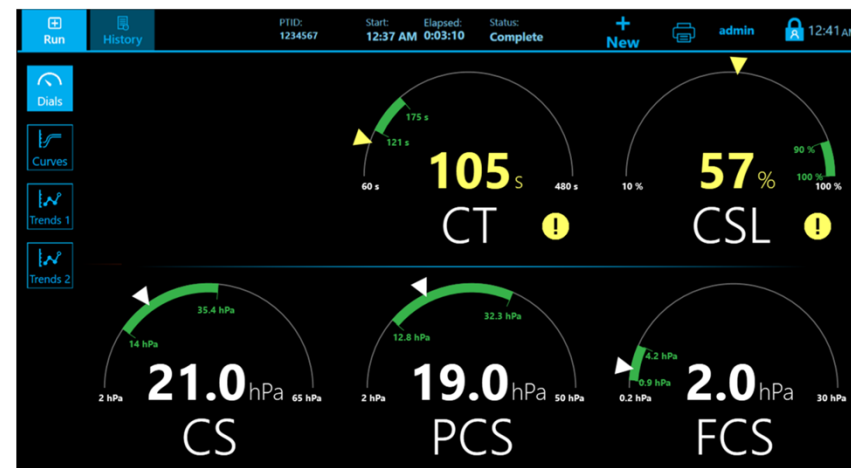 Run
History
PTID:
1234567
Start:
12:37 AM
Elapsed:
0:03:10
Status:
Complete
New
admin
12:41 AM
Dials
Curves
Trends 1
Trends 2
175 s
121 s
60 s
105 s
480 s
CT
!
90 %
100 %
10 %
57 %
100 %
CSL
!
35.4 hPa
14 hPa
2 hPa
21.0 hPa
65 hPa
CS
32.3 hPa
12.8 hPa
2 hPa
19.0 hPa
50 hPa
PCS
4.2 hPa
0.9 hPa
0.2 hPa
2.0 hPa
30 hPa
FCS